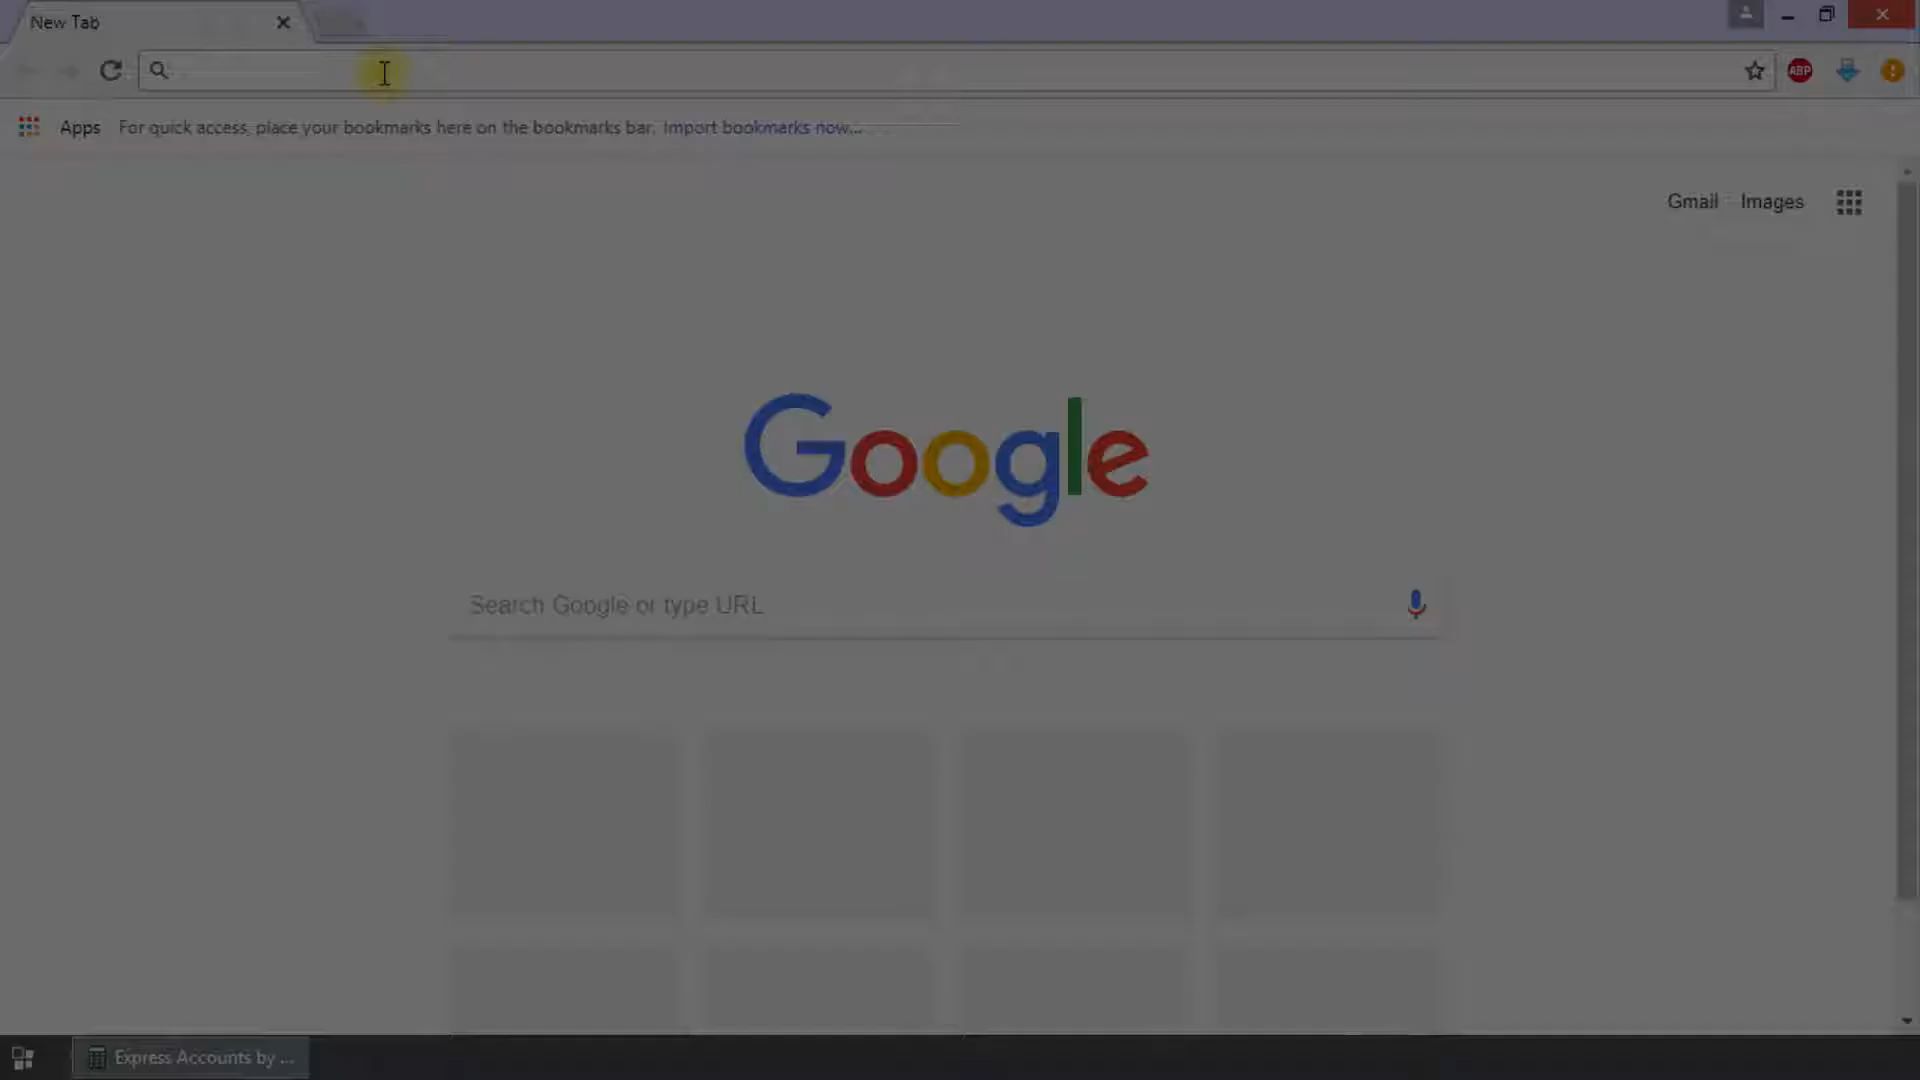 New Tab
Apps For quick access, place your bookmarks here on the bookmarks bar. Import bookmarks now...
ABP
Gmail Images
Google
Search Google or type URL
Express Accounts by ...